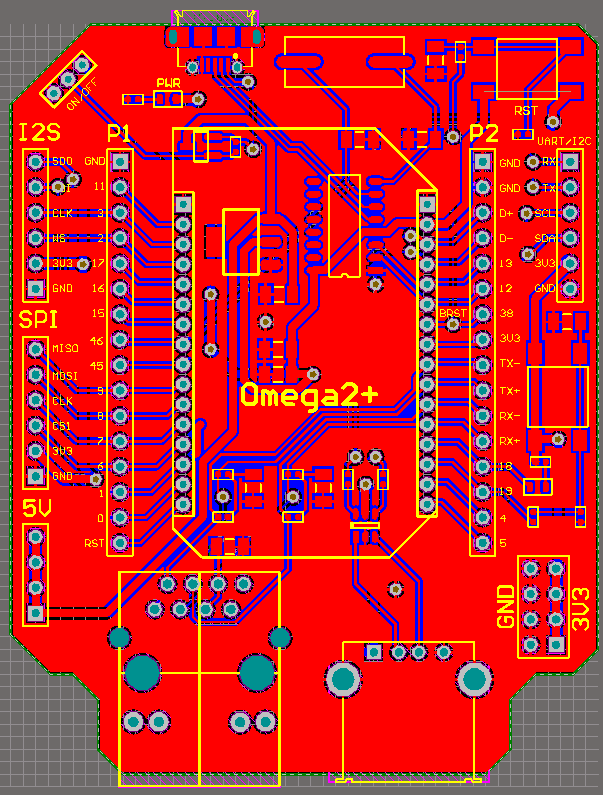 PWR
ON/OFF
RST
I2S
P1
P2
UART/I2C
SDO
CLK
WS
3V3
GND
GND
11
3
2
17
16
15
46
45
9
8
7
6
1
0
RST
GND
GND
D+
D-
13
12
38
3V3
TX-
TX+
RX-
RX+
18
19
4
5
BRST
RX
TX
SCL
SDA
3V3
GND
SPI
MISO
MOSI
CLK
CS1
3V3
GND
Omega2+
5V
GND
3V3